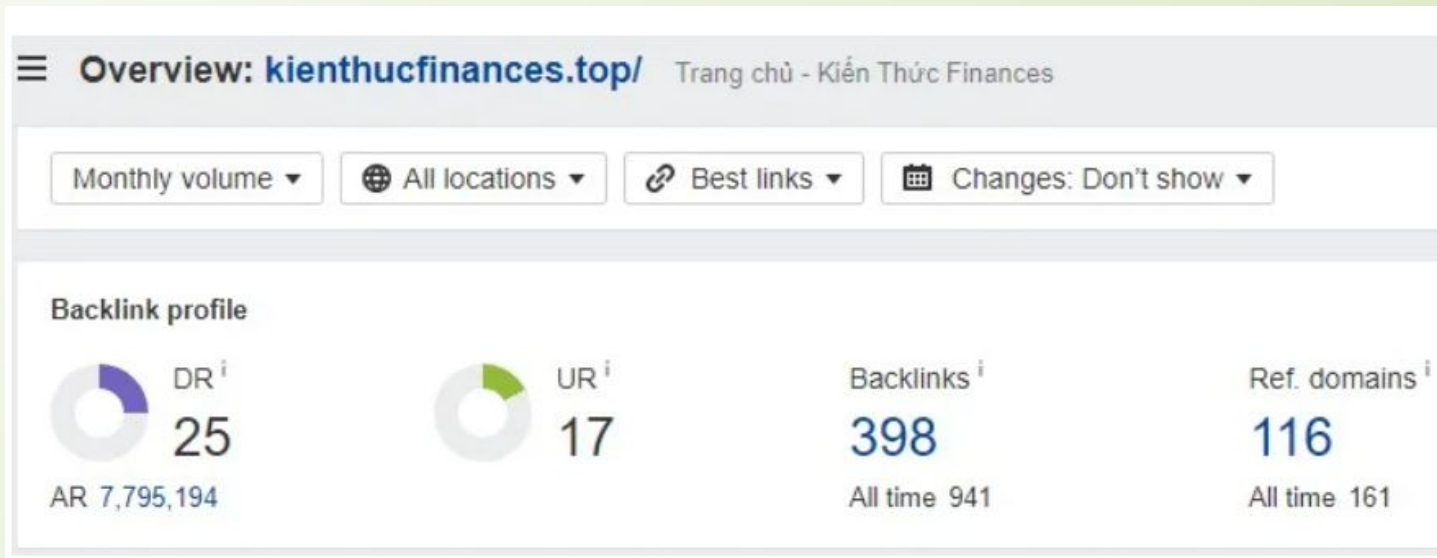 Overview: kienthucfinances.top/ Trang chủ - Kiến Thức Finances
Monthly volume All locations Best links Changes: Don't show
Backlink profile
DR i UR i Backlinks i Ref. domains i
25 17 398 116
AR 7,795,194 All time 941 All time 161